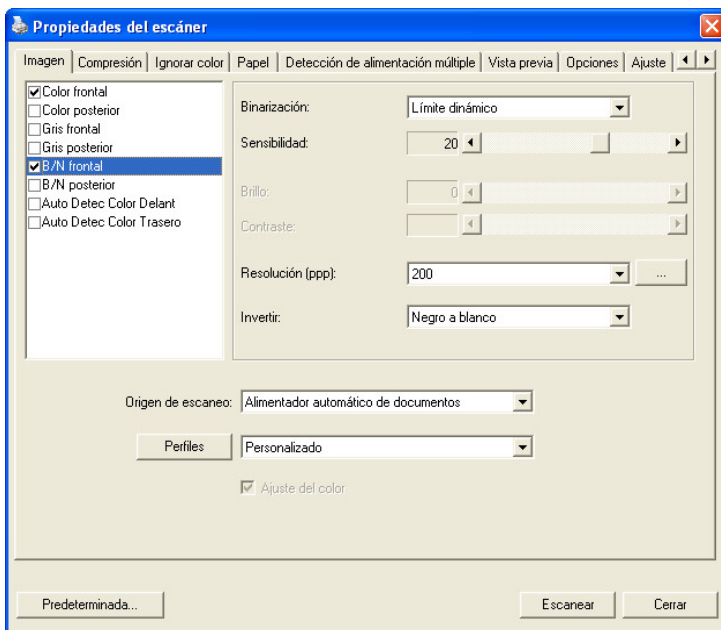 Propiedades del escáner
Imagen Compresión Ignorar color Papel Detección de alimentación múltiple Vista previa Opciones Ajuste
Color frontal
Color posterior
Gris frontal
Gris posterior
B/N frontal
B/N posterior
Auto Detec Color Delant
Auto Detec Color Trasero
Binarización: Límite dinámico
Sensibilidad: 20
Brillo: 0
Contraste:
Resolución (ppp): 200 ...
Invertir: Negro a blanco
Origen de escaneo: Alimentador automático de documentos
Perfiles Personalizado
Ajuste del color
Predeterminada... Escanear Cerrar